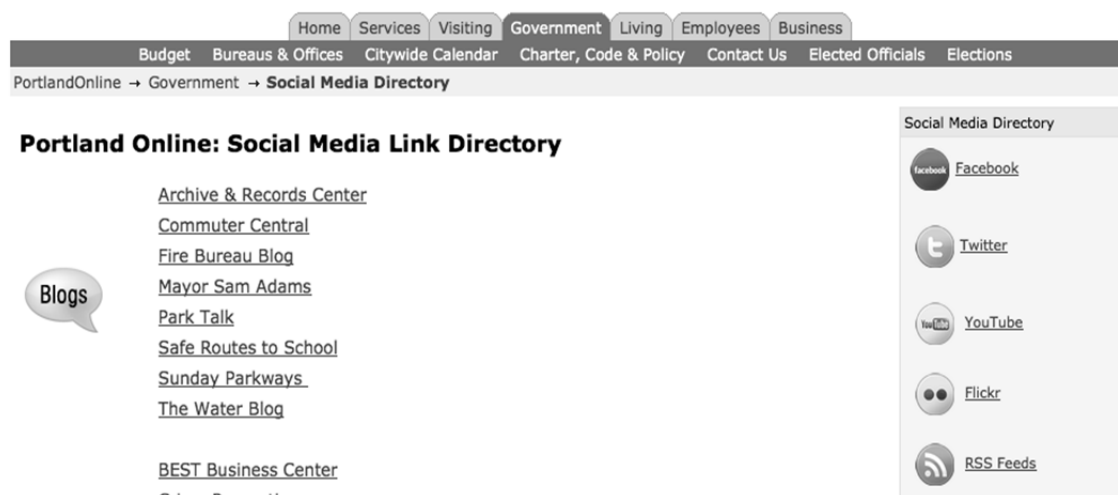 Home Services Visiting Government Living Employees Business
Budget Bureaus & Offices Citywide Calendar Charter, Code & Policy Contact Us Elected Officials Elections
PortlandOnline → Government → Social Media Directory
Portland Online: Social Media Link Directory
Blogs
Archive & Records Center
Commuter Central
Fire Bureau Blog
Mayor Sam Adams
Park Talk
Safe Routes to School
Sunday Parkways
The Water Blog
BEST Business Center
Social Media Directory
facebook Facebook
Twitter
YouTube YouTube
Flickr
RSS Feeds